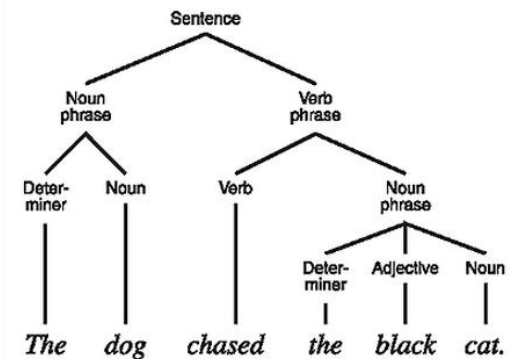 Sentence
Noun
phrase
Verb
phrase
Deter-
miner
Noun
Verb
Noun
phrase
Deter-
miner
Adjective
Noun
The dog chased the black cat.